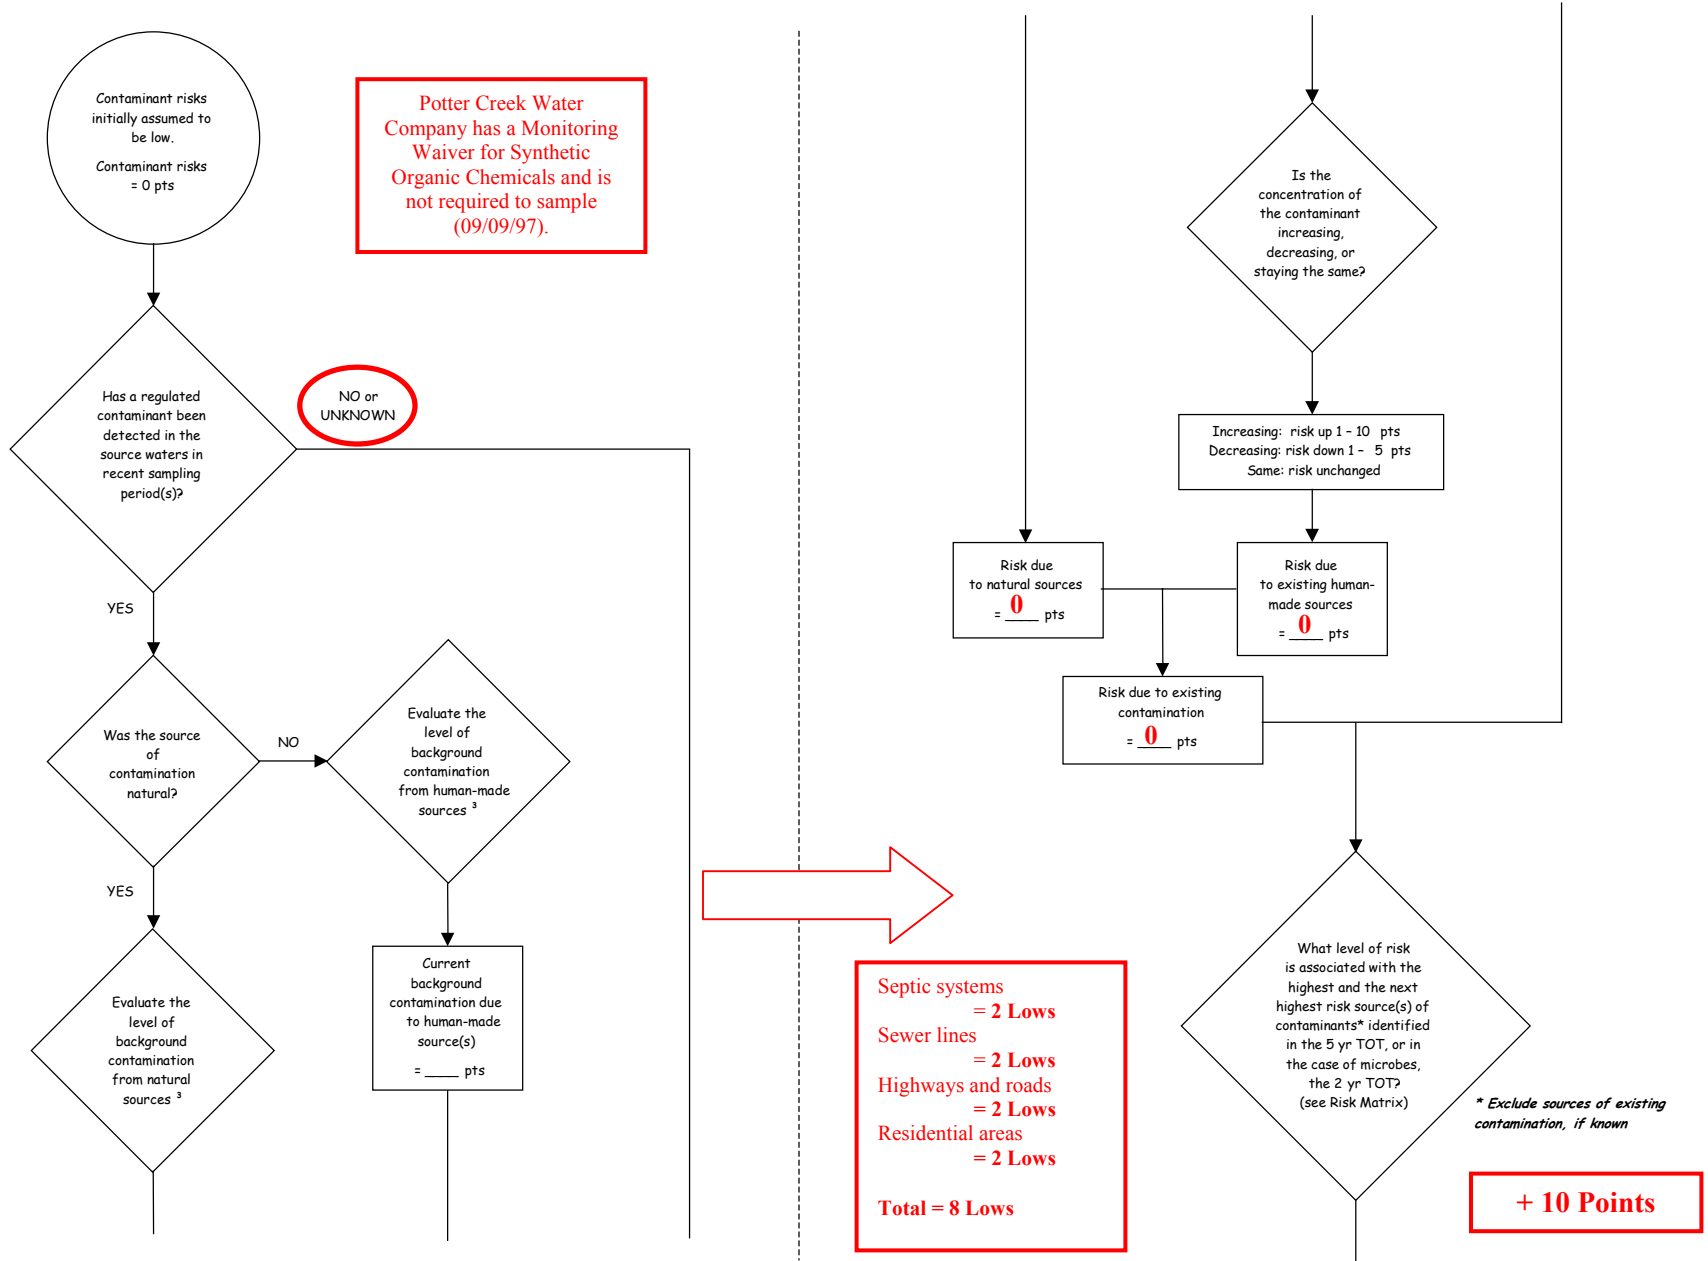 Contaminant risks
initially assumed to
be low.
Contaminant risks
= 0 pts
Potter Creek Water
Company has a Monitoring
Waiver for Synthetic
Organic Chemicals and is
not required to sample
(09/09/97).
Has a regulated
contaminant been
detected in the
source waters in
recent sampling
period(s)?
NO or
UNKNOWN
YES
Was the source
of
contamination
natural?
NO
Evaluate the
level of
background
contamination
from human-made
sources ³
YES
Evaluate the
level of
background
contamination
from natural
sources ³
Current
background
contamination due
to human-made
source(s)
= ____ pts
Is the
concentration of
the contaminant
increasing,
decreasing, or
staying the same?
Increasing: risk up 1 – 10 pts
Decreasing: risk down 1 – 5 pts
Same: risk unchanged
Risk due
to natural sources
= 0 pts
Risk due
to existing human-
made sources
= 0 pts
Risk due to existing
contamination
= 0 pts
What level of risk
is associated with the
highest and the next
highest risk source(s) of
contaminants* identified
in the 5 yr TOT, or in
the case of microbes,
the 2 yr TOT?
(see Risk Matrix)
* Exclude sources of existing
contamination, if known
Septic systems
= 2 Lows
Sewer lines
= 2 Lows
Highways and roads
= 2 Lows
Residential areas
= 2 Lows
Total = 8 Lows
+ 10 Points